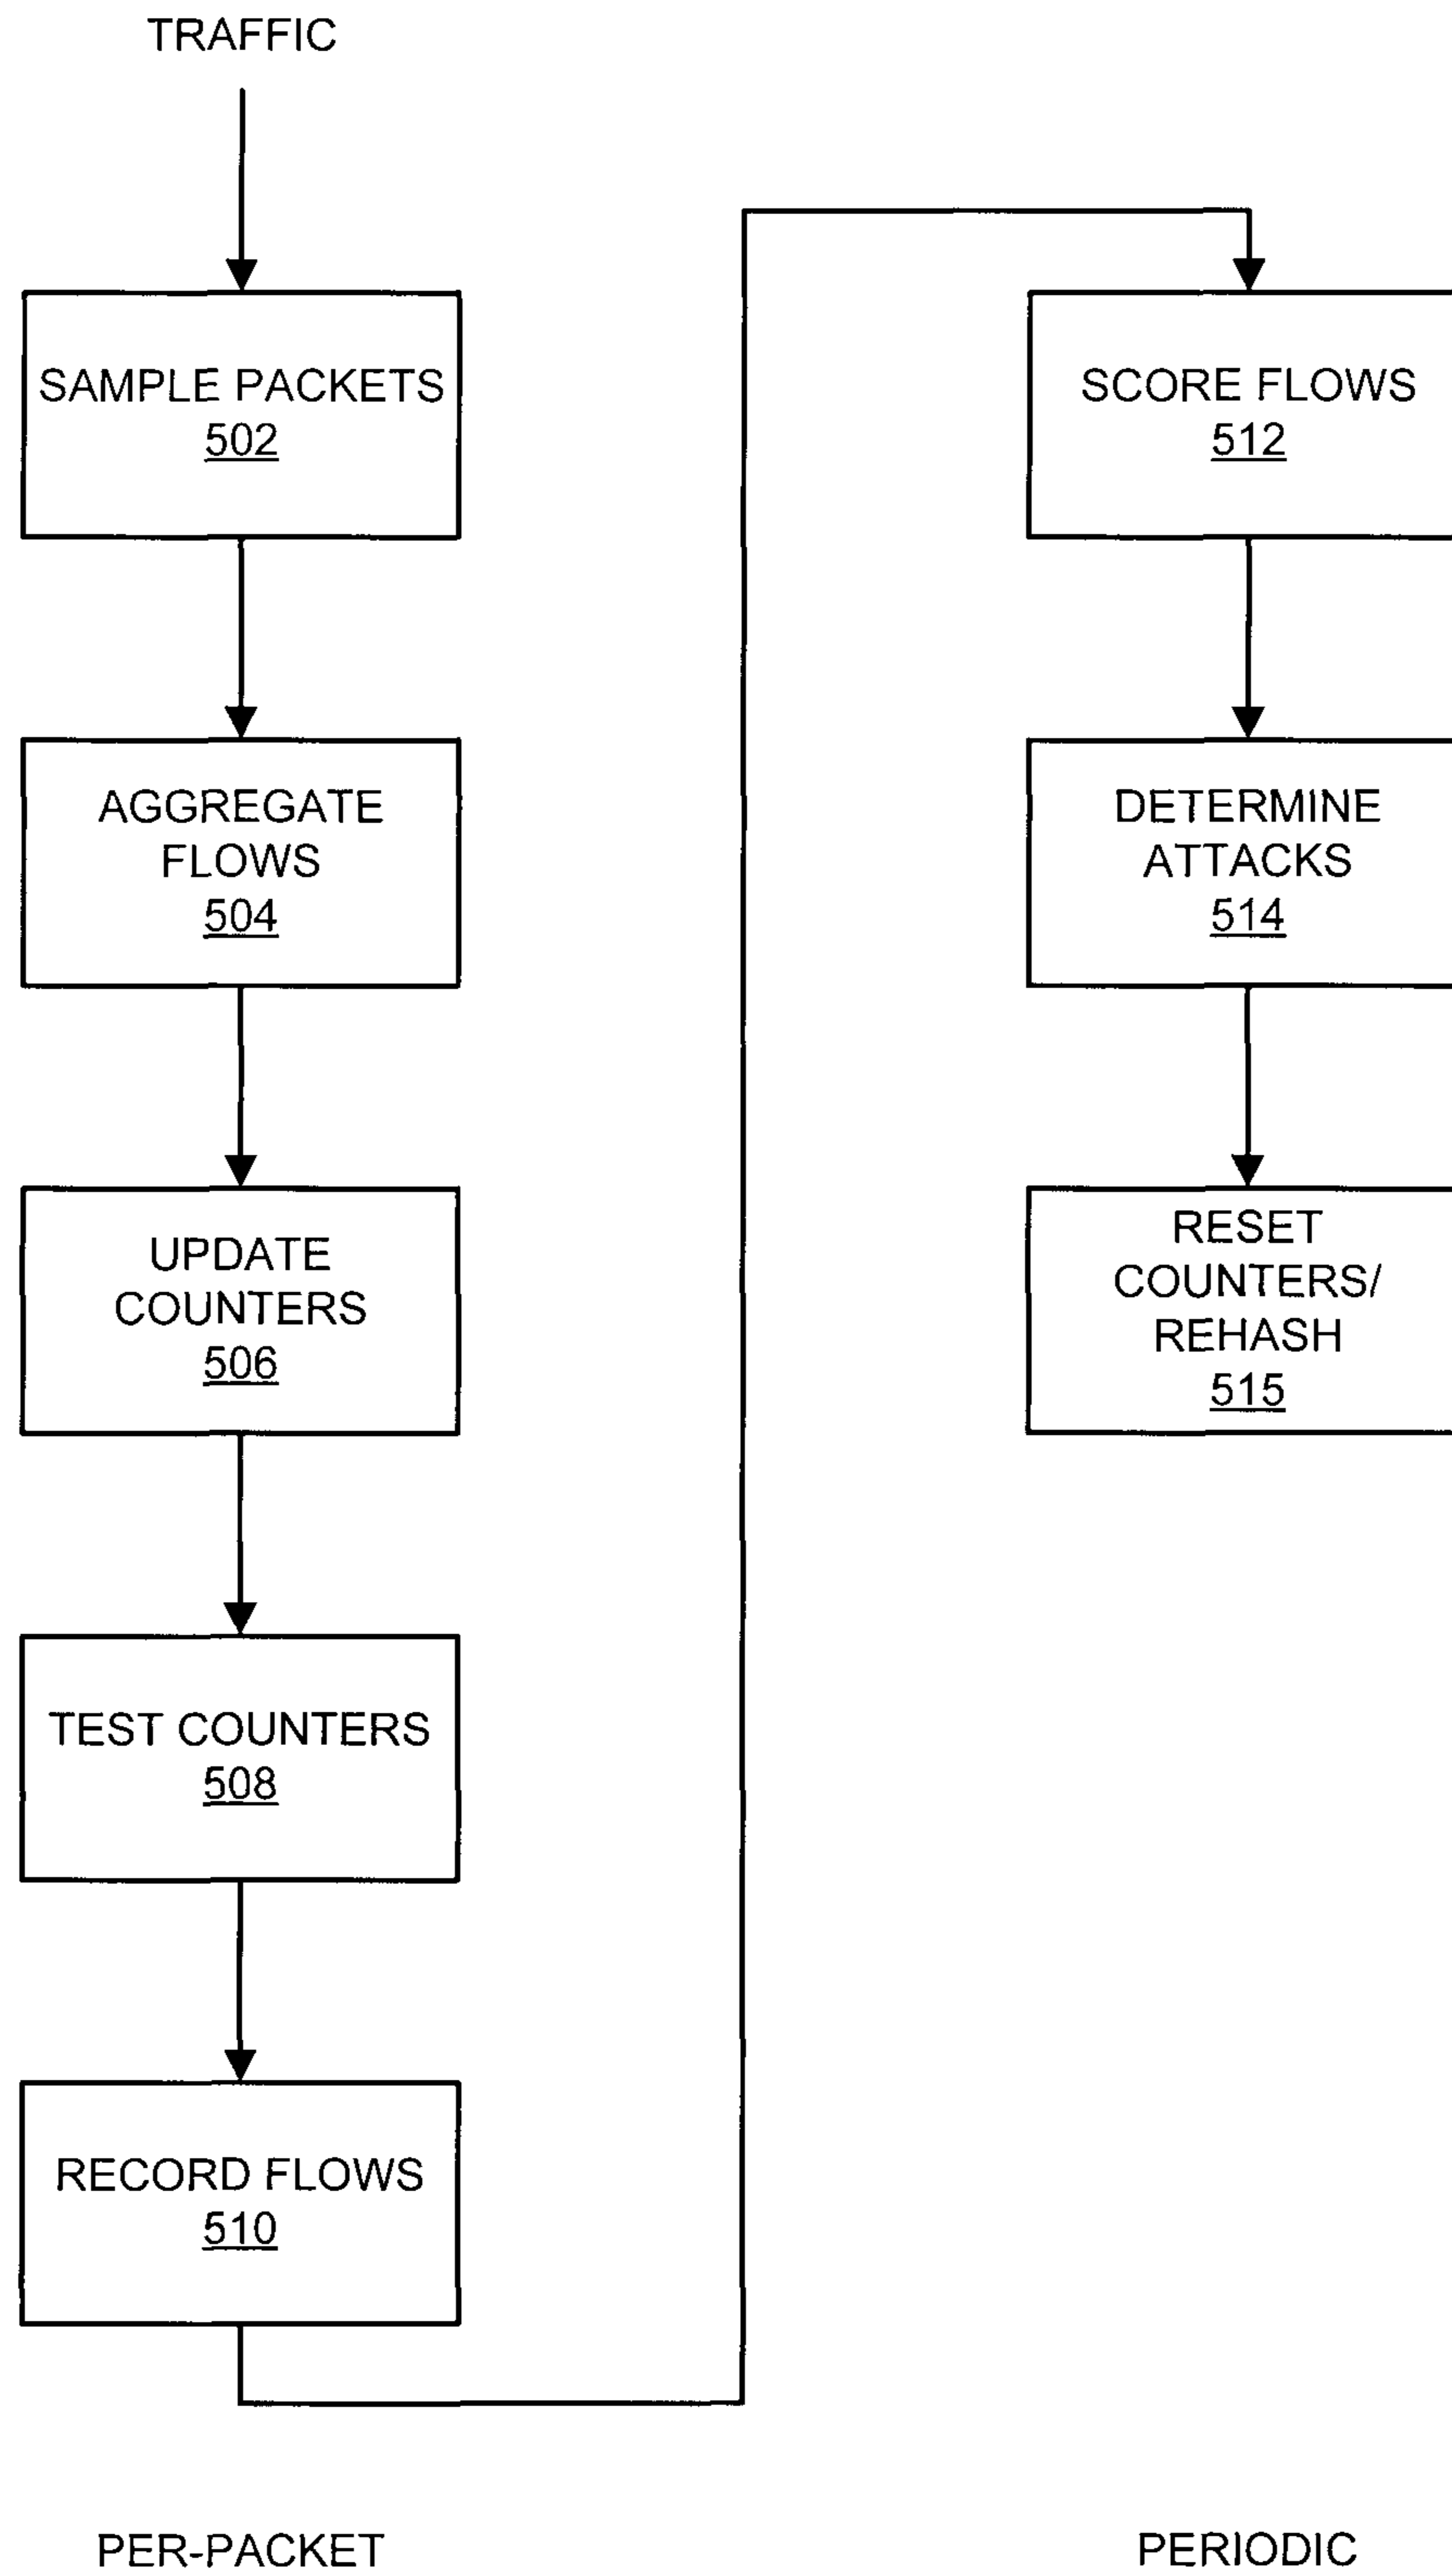 TRAFFIC
SAMPLE PACKETS
502
AGGREGATE
FLOWS
504
UPDATE
COUNTERS
506
TEST COUNTERS
508
RECORD FLOWS
510
PER-PACKET
SCORE FLOWS
512
DETERMINE
ATTACKS
514
RESET
COUNTERS/
REHASH
515
PERIODIC